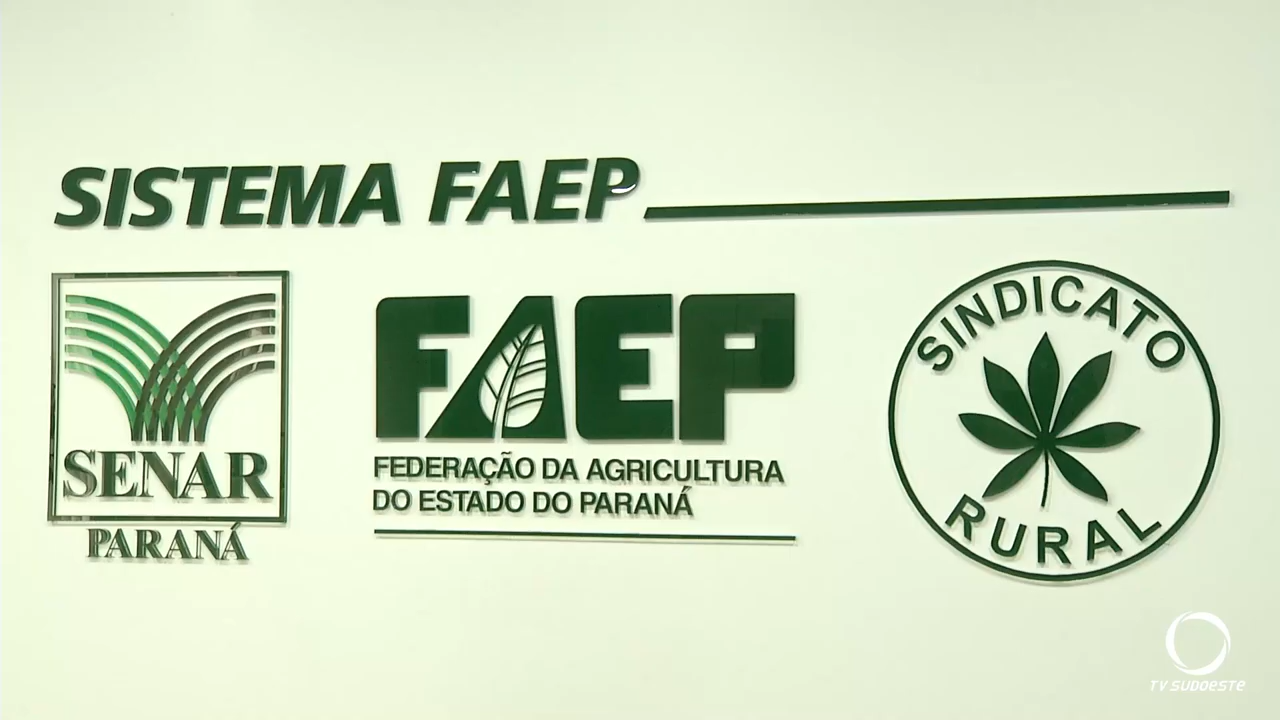 SISTEMA FAEP
SENAR
PARANÁ
FAEP
FEDERAÇÃO DA AGRICULTURA
DO ESTADO DO PARANÁ
SINDICATO
RURAL
TV SUDOESTE